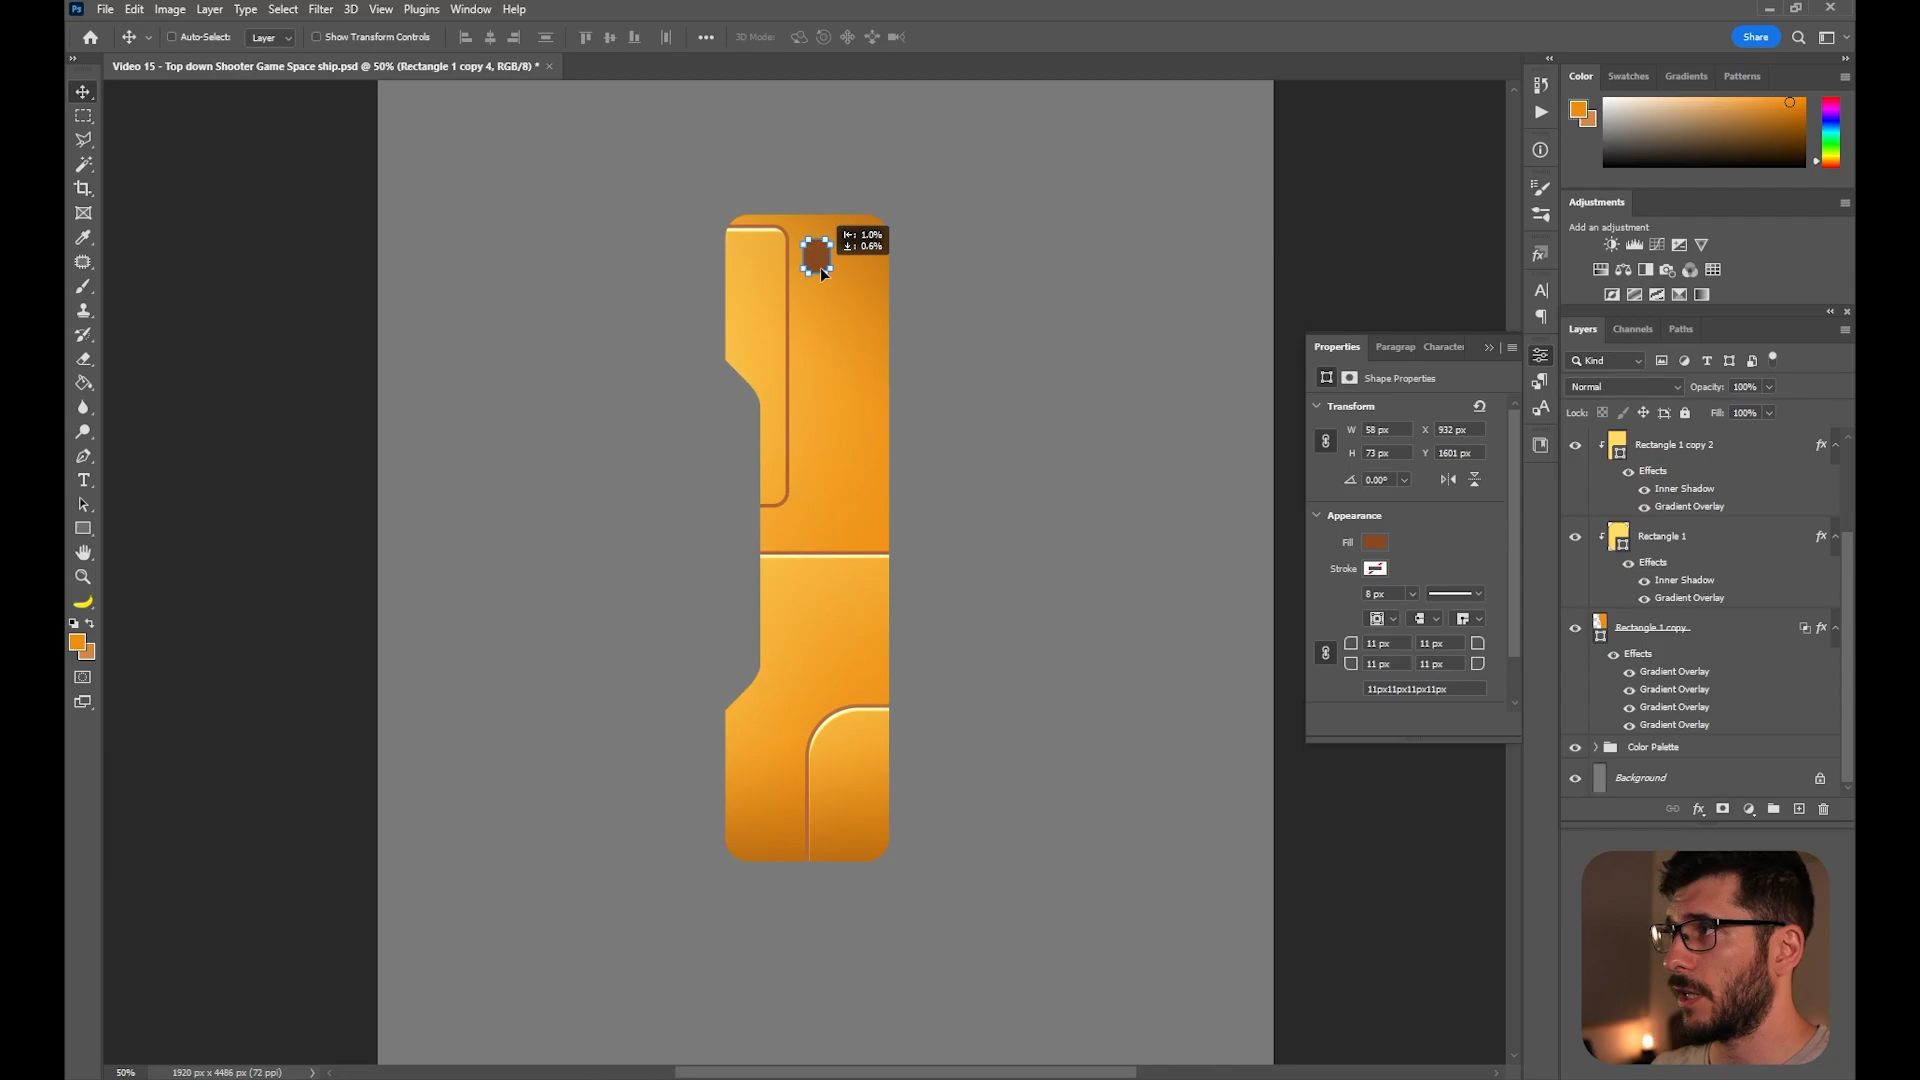 Ps File Edit Image Layer Type Select Filter 3D View Plugins Window Help
Auto-Select: Layer Show Transform Controls 3D Mode: Share
Video 15 - Top down Shooter Game Space ship.psd @ 50% (Rectangle 1 copy 4, RGB/8) *
Color Swatches Gradients Patterns
Adjustments
Add an adjustment
1.0%
0.6%
Layers Channels Paths
Kind
Normal Opacity: 100%
Lock: Fill: 100%
Rectangle 1 copy 2 fx
Effects
Inner Shadow
Gradient Overlay
Rectangle 1 fx
Effects
Inner Shadow
Gradient Overlay
Rectangle 1 copy fx
Effects
Gradient Overlay
Gradient Overlay
Gradient Overlay
Gradient Overlay
Color Palette
Background
fx
Properties Paragrap Character
Shape Properties
Transform
W 58 px X 932 px
H 73 px Y 1601 px
0.00°
Appearance
Fill
Stroke
8 px
11 px 11 px
11 px 11 px
11px11px11px11px
50% 1920 px x 4486 px (72 ppi)